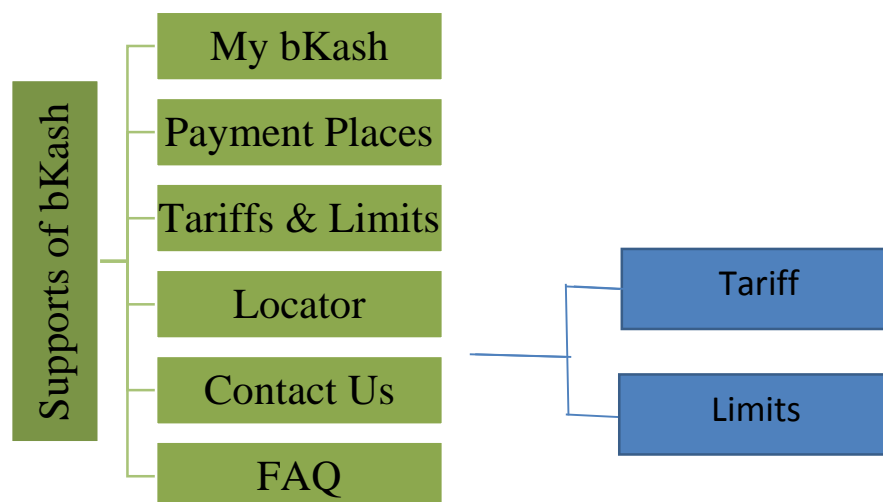 Supports of bKash
My bKash
Payment Places
Tariffs & Limits
Locator
Contact Us
FAQ
Tariff
Limits